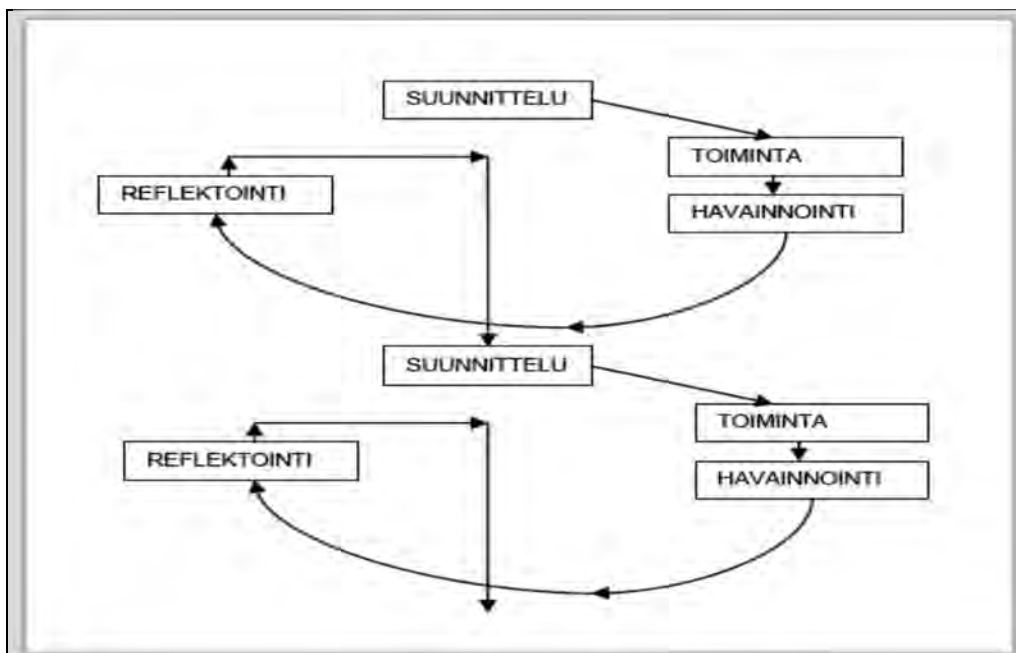 SUUNNITTELU
TOIMINTA
REFLEKTOINTI
HAVAINNOINTI
SUUNNITTELU
TOIMINTA
REFLEKTOINTI
HAVAINNOINTI